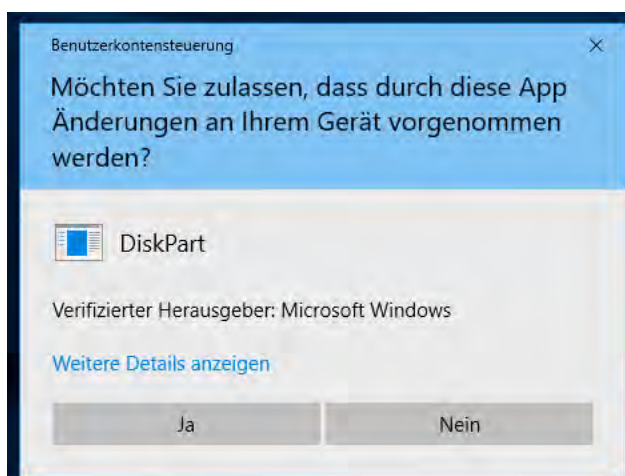 Benutzerkontensteuerung
Möchten Sie zulassen, dass durch diese App
Änderungen an Ihrem Gerät vorgenommen
werden?
DiskPart
Verifizierter Herausgeber: Microsoft Windows
Weitere Details anzeigen
Ja
Nein